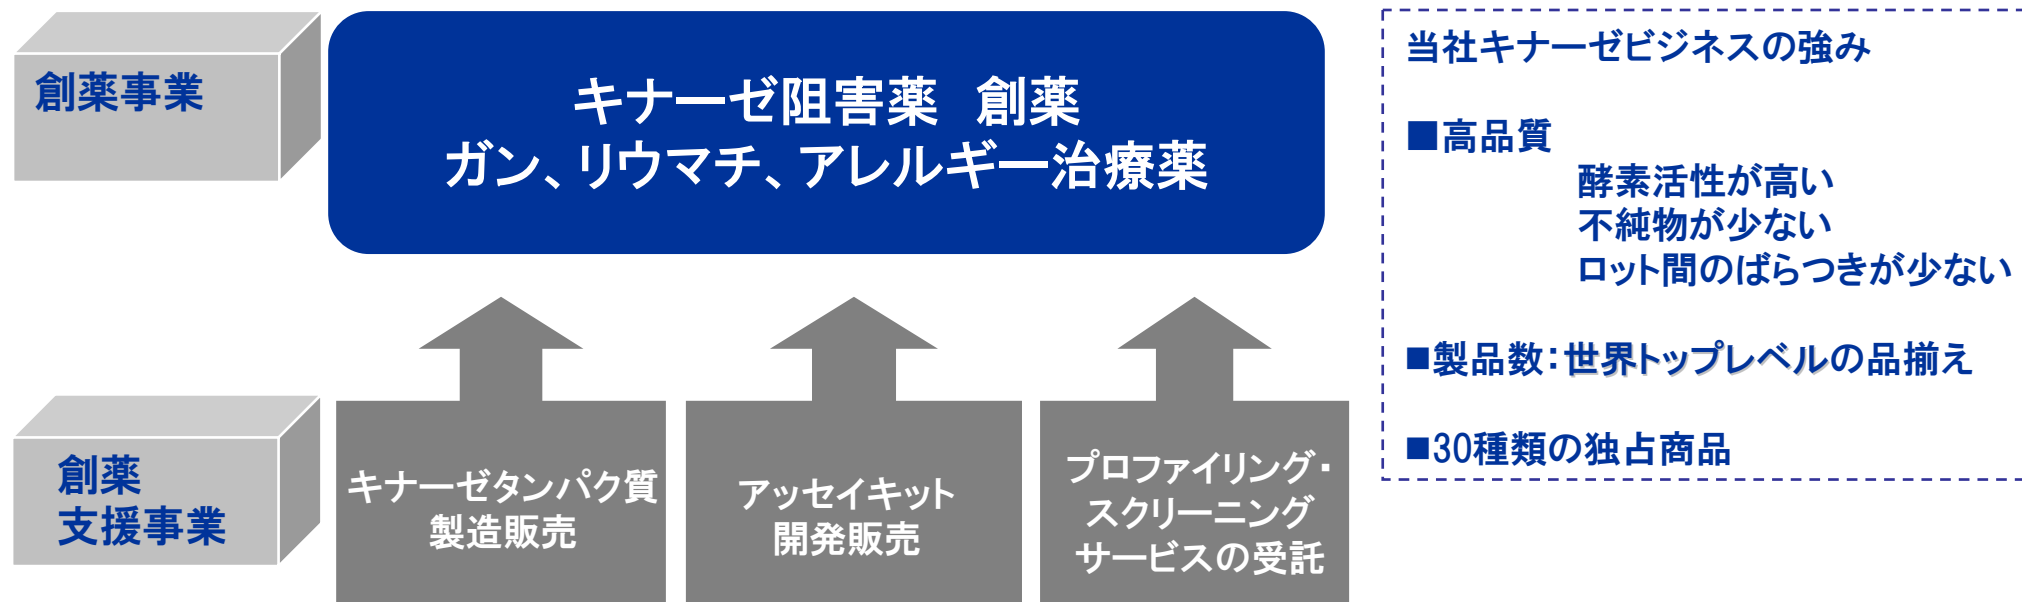 創薬事業
キナーゼ阻害薬　創薬
ガン、リウマチ、アレルギー治療薬
創薬
支援事業
キナーゼタンパク質
製造販売
アッセイキット
開発販売
プロファイリング・
スクリーニング
サービスの受託
当社キナーゼビジネスの強み
■高品質
酵素活性が高い
不純物が少ない
ロット間のばらつきが少ない
■製品数：世界トップレベルの品揃え
■30種類の独占商品